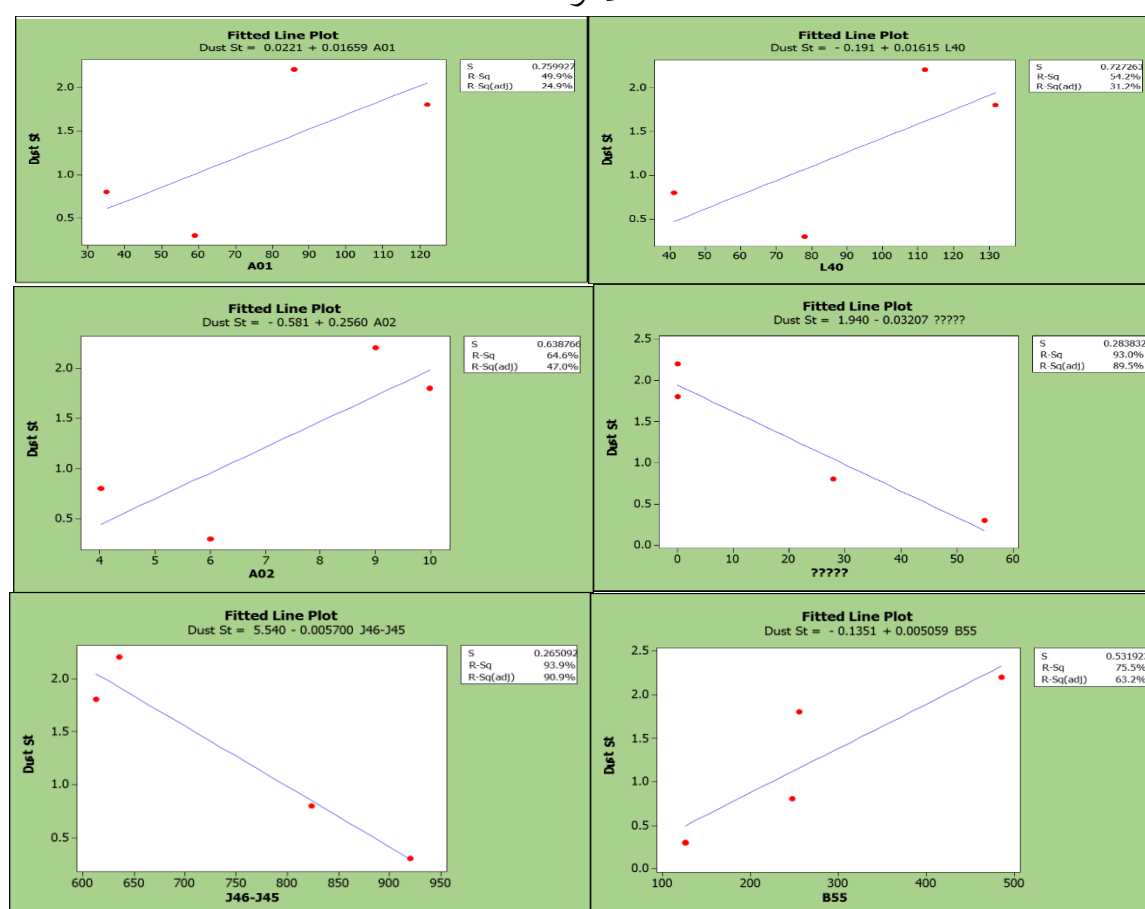 Fitted Line Plot
Dust St = 0.0221 + 0.01659 A01
S 0.759927
R-Sq 49.9%
R-Sq(adj) 24.9%
2.0
1.5
1.0
0.5
Dust St
30 40 50 60 70 80 90 100 110 120
A01
Fitted Line Plot
Dust St = - 0.191 + 0.01615 L40
S 0.727263
R-Sq 54.2%
R-Sq(adj) 31.2%
2.0
1.5
1.0
0.5
Dust St
40 50 60 70 80 90 100 110 120 130
L40
Fitted Line Plot
Dust St = - 0.581 + 0.2560 A02
S 0.638766
R-Sq 64.6%
R-Sq(adj) 47.0%
2.0
1.5
1.0
0.5
Dust St
4 5 6 7 8 9 10
A02
Fitted Line Plot
Dust St = 1.940 - 0.03207 ?????
S 0.283832
R-Sq 93.0%
R-Sq(adj) 89.5%
2.5
2.0
1.5
1.0
0.5
0.0
Dust St
0 10 20 30 40 50 60
?????
Fitted Line Plot
Dust St = 5.540 - 0.005700 J46-J45
S 0.265092
R-Sq 93.9%
R-Sq(adj) 90.9%
2.0
1.5
1.0
0.5
Dust St
600 650 700 750 800 850 900 950
J46-J45
Fitted Line Plot
Dust St = - 0.1351 + 0.005059 B55
S 0.53192
R-Sq 75.5%
R-Sq(adj) 63.2%
2.5
2.0
1.5
1.0
0.5
0.0
Dust St
100 200 300 400 500
B55